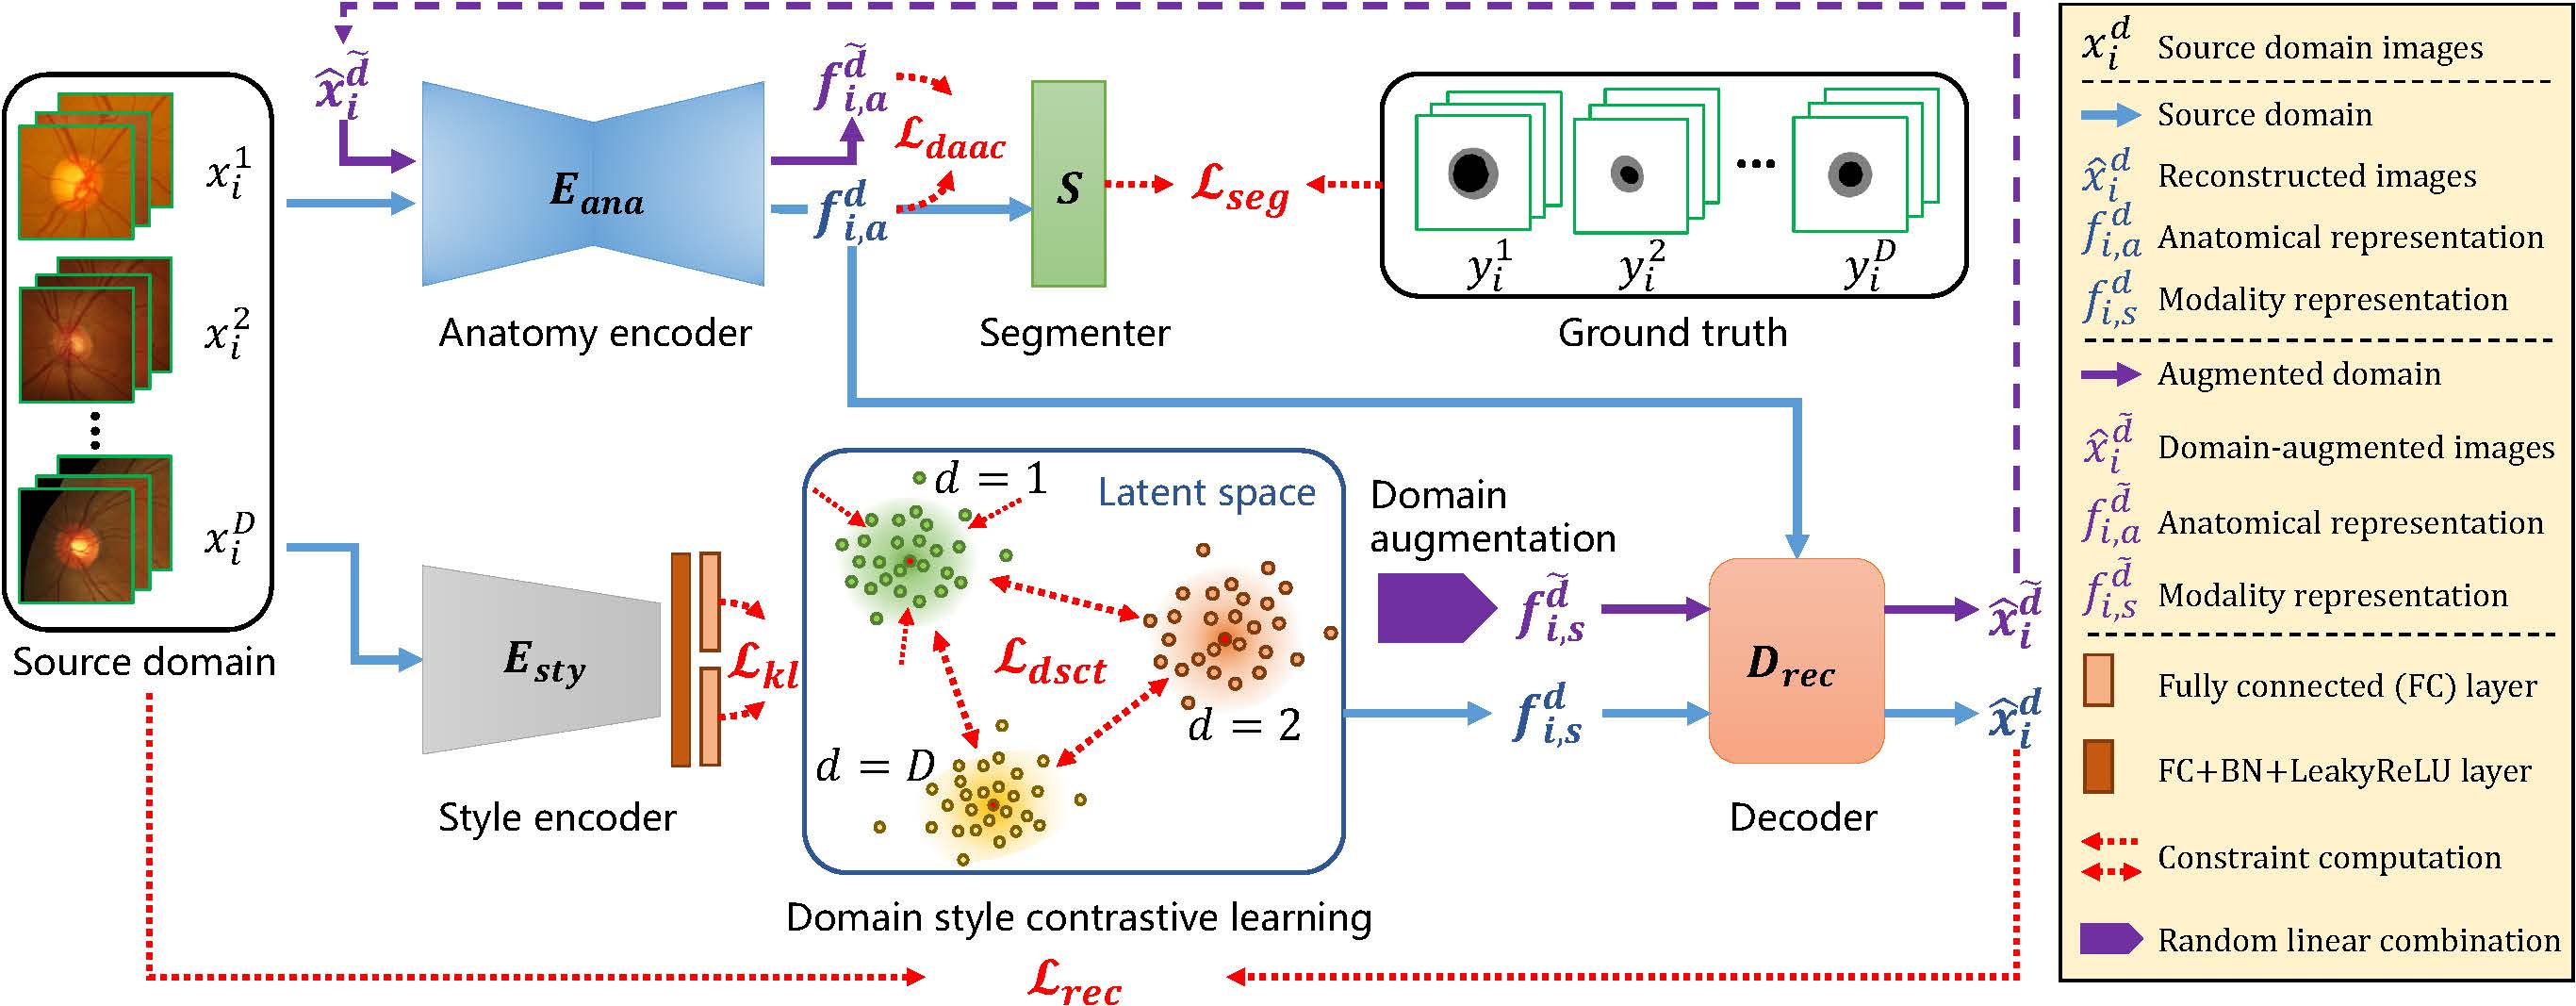 x_i^1
x_i^2
x_i^D
Source domain
\hat{x}_i^{\tilde{d}}
E_{ana}
Anatomy encoder
f_{i,a}^{\tilde{d}}
f_{i,a}^d
ℒ_{daac}
S
Segmenter
ℒ_{seg}
y_i^1
y_i^2
...
y_i^D
Ground truth
E_{sty}
Style encoder
ℒ_{kl}
Latent space
d = 1
d = 2
d = D
ℒ_{dsct}
Domain style contrastive learning
Domain
augmentation
f_{i,s}^{\tilde{d}}
f_{i,s}^d
D_{rec}
Decoder
\hat{x}_i^{\tilde{d}}
\hat{x}_i^d
ℒ_{rec}
x_i^d Source domain images
Source domain
\hat{x}_i^d Reconstructed images
f_{i,a}^d Anatomical representation
f_{i,s}^d Modality representation
Augmented domain
\hat{x}_i^{\tilde{d}} Domain-augmented images
f_{i,a}^{\tilde{d}} Anatomical representation
f_{i,s}^{\tilde{d}} Modality representation
Fully connected (FC) layer
FC+BN+LeakyReLU layer
Constraint computation
Random linear combination